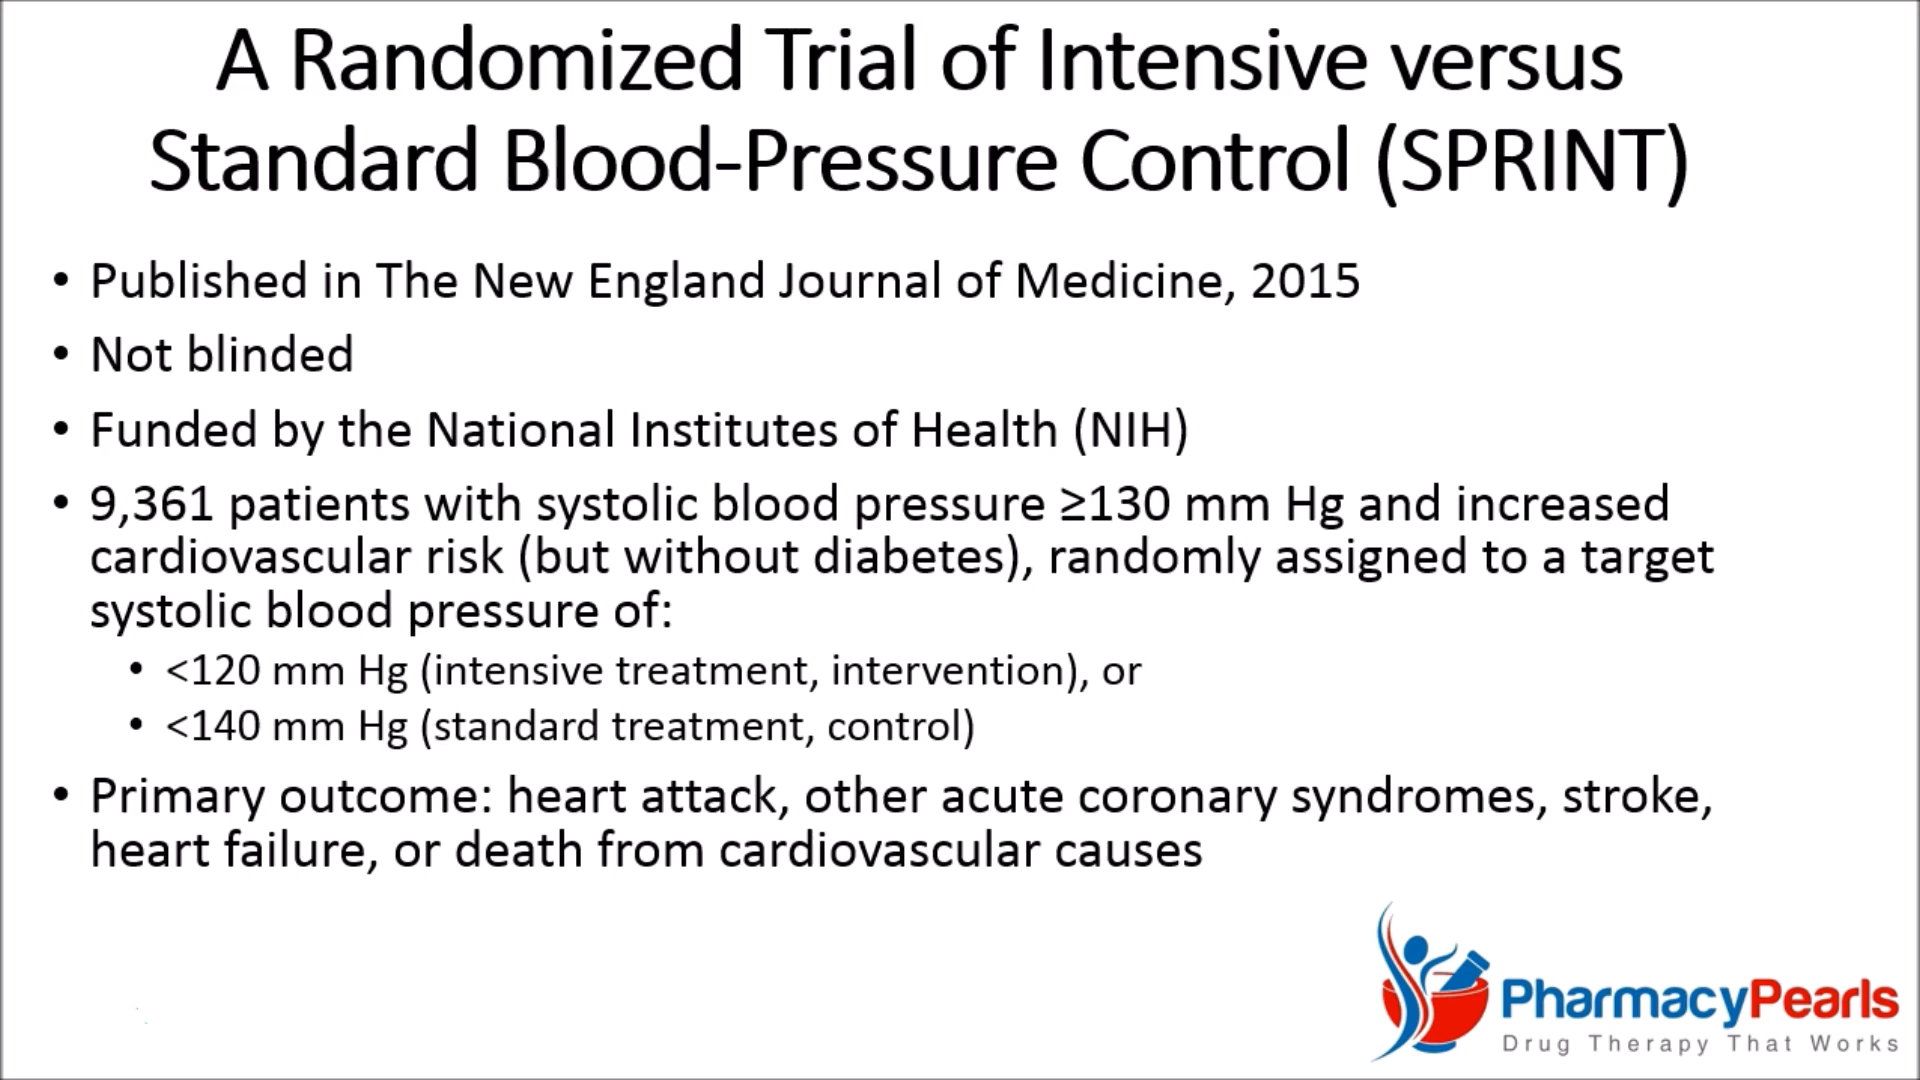 A Randomized Trial of Intensive versus
Standard Blood-Pressure Control (SPRINT)
• Published in The New England Journal of Medicine, 2015
• Not blinded
• Funded by the National Institutes of Health (NIH)
• 9,361 patients with systolic blood pressure ≥130 mm Hg and increased
cardiovascular risk (but without diabetes), randomly assigned to a target
systolic blood pressure of:
• <120 mm Hg (intensive treatment, intervention), or
• <140 mm Hg (standard treatment, control)
• Primary outcome: heart attack, other acute coronary syndromes, stroke,
heart failure, or death from cardiovascular causes
PharmacyPearls
Drug Therapy That Works